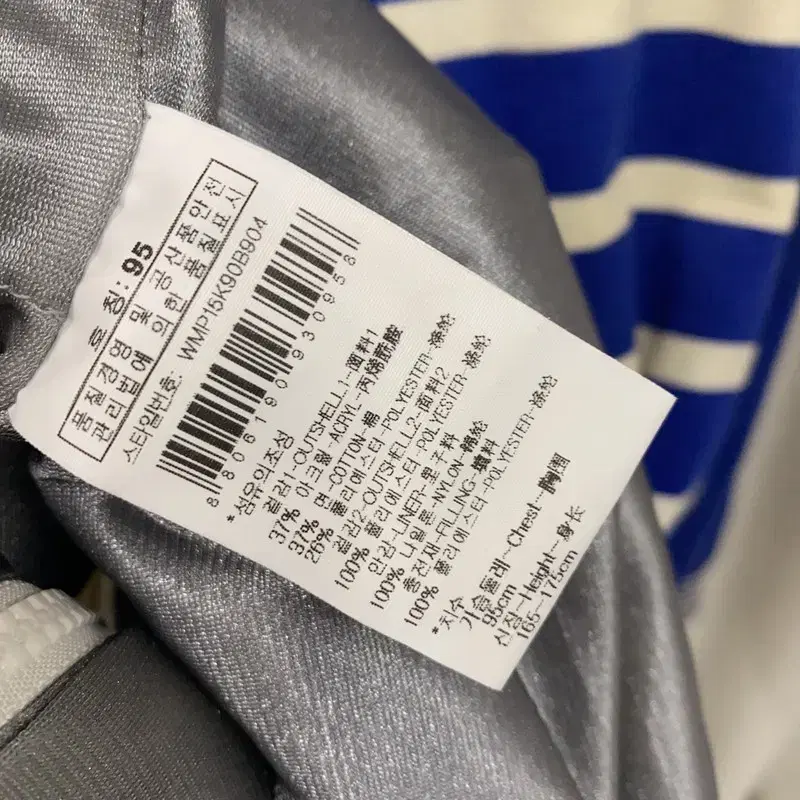 호 칭: 95
품질경영 및 공산품안전
관리법에 의한 품질표시
스타일번호: WMP15K90B904
8806190930958
*섬유의조성
겉감1-OUTSHELL1-面料1
37% 아크릴-ACRYL-丙烯酰胺
37% 면-COTTON-棉
26% 폴리에스터-POLYESTER-涤纶
겉감2-OUTSHELL2-面料2
100% 폴리에스터-POLYESTER-涤纶
안감-LINER-里子料
100% 나일론-NYLON-锦纶
충전재-FILLING-填料
100% 폴리에스터-POLYESTER-涤纶
*치수
가슴둘레-Chest-胸围
95cm
신장-Height-身长
165~175cm